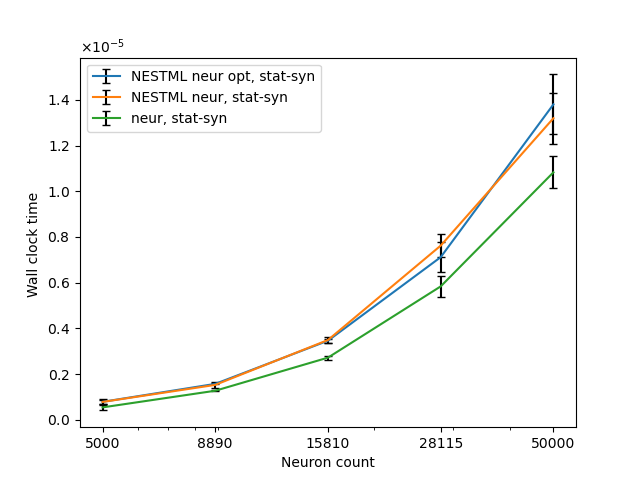 ×10⁻⁵
NESTML neur opt, stat-syn
NESTML neur, stat-syn
neur, stat-syn
1.4
1.2
1.0
0.8
0.6
0.4
0.2
0.0
Wall clock time
5000 8890 15810 28115 50000
Neuron count